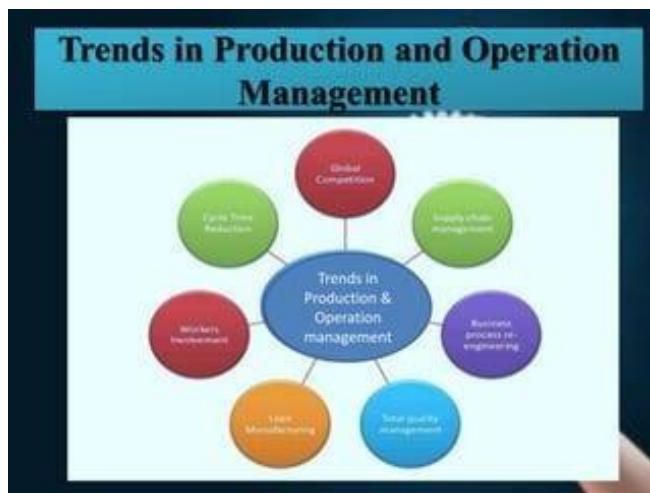 Trends in Production and Operation
Management
Global
Competition
Supply chain
management
Business
process re-
engineering
Total quality
management
Lean
Manufacturing
Workers
Involvement
Cycle Time
Reduction
Trends in
Production &
Operation
management